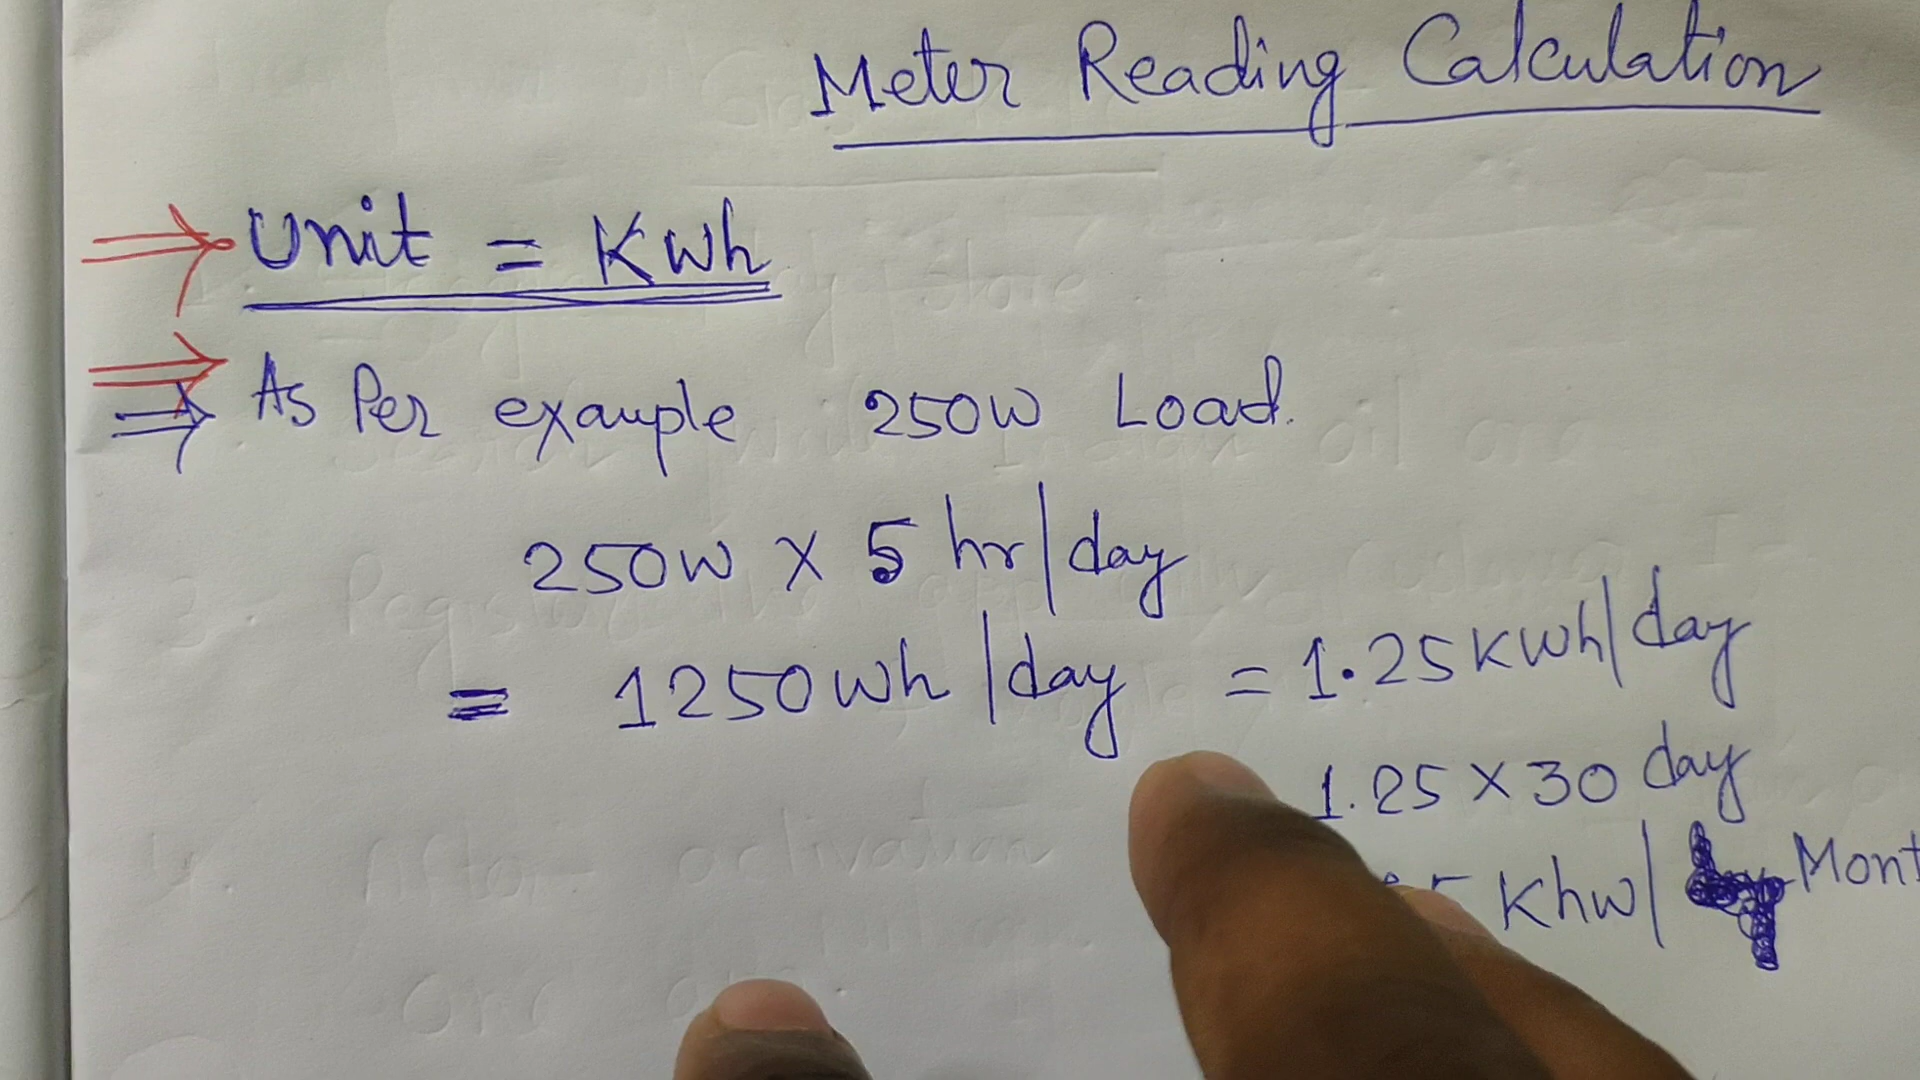 Meter Reading Calculation
Unit = KWh
As Per example 250W Load.
250W X 5 hr/day
= 1250Wh/day = 1.25KWh/day
1.25 X 30 day
5 Khw/ Mont